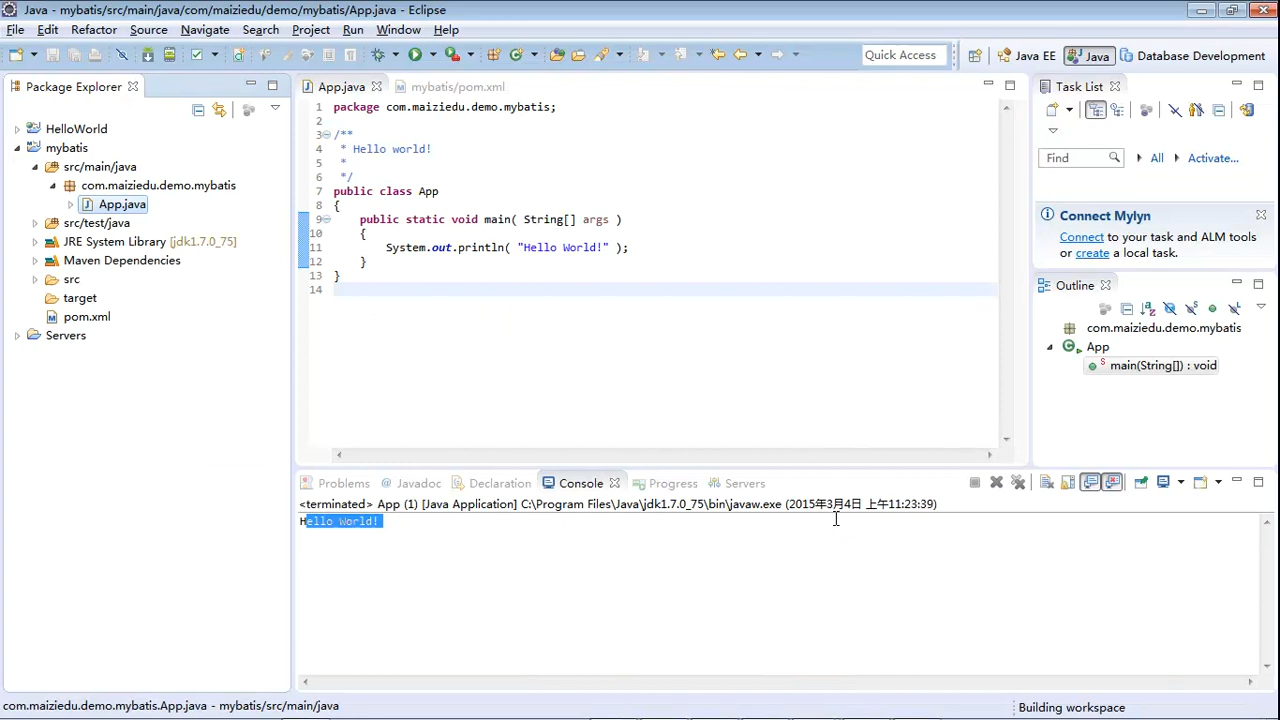 Java - mybatis/src/main/java/com/maiziedu/demo/mybatis/App.java - Eclipse
File Edit Refactor Source Navigate Search Project Run Window Help
Quick Access
Java EE
Java
Database Development
Package Explorer
HelloWorld
mybatis
src/main/java
com.maiziedu.demo.mybatis
App.java
src/test/java
JRE System Library [jdk1.7.0_75]
Maven Dependencies
src
target
pom.xml
Servers
App.java
mybatis/pom.xml
1 package com.maiziedu.demo.mybatis;
2
3 /**
4  * Hello world!
5  *
6  */
7 public class App
8 {
9     public static void main( String[] args )
10     {
11         System.out.println( "Hello World!" );
12     }
13 }
14
Task List
Find
All
Activate...
Connect Mylyn
Connect to your task and ALM tools
or create a local task.
Outline
com.maiziedu.demo.mybatis
App
main(String[]) : void
Problems @ Javadoc Declaration Console Progress Servers
<terminated> App (1) [Java Application] C:\Program Files\Java\jdk1.7.0_75\bin\javaw.exe (2015年3月4日 上午11:23:39)
Hello World!
com.maiziedu.demo.mybatis.App.java - mybatis/src/main/java
Building workspace